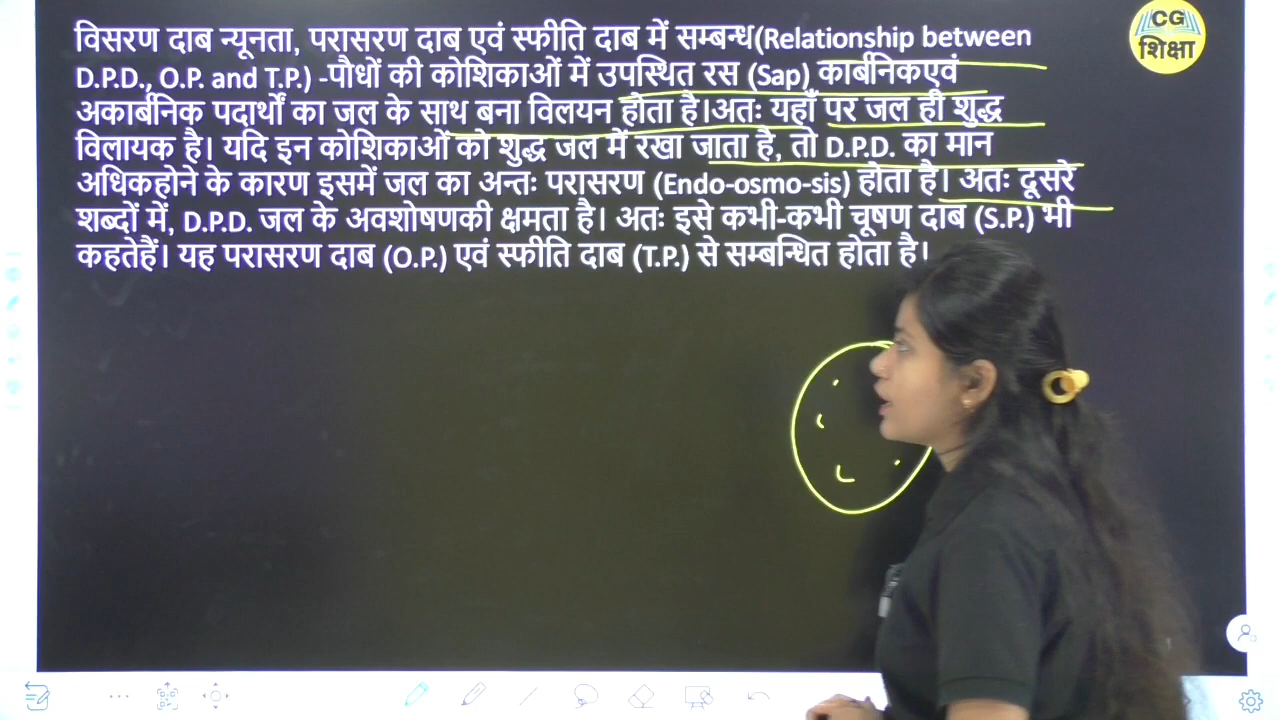 विसरण दाब न्यूनता, परासरण दाब एवं स्फीति दाब में सम्बन्ध(Relationship between
D.P.D., O.P. and T.P.) -पौधों की कोशिकाओं में उपस्थित रस (Sap) कार्बनिकएवं
अकार्बनिक पदार्थों का जल के साथ बना विलयन होता है।अतः यहाँ पर जल ही शुद्ध
विलायक है। यदि इन कोशिकाओं को शुद्ध जल में रखा जाता है, तो D.P.D. का मान
अधिकहोने के कारण इसमें जल का अन्तः परासरण (Endo-osmo-sis) होता है। अतः दूसरे
शब्दों में, D.P.D. जल के अवशोषणकी क्षमता है। अतः इसे कभी-कभी चूषण दाब (S.P.) भी
कहतेहैं। यह परासरण दाब (O.P.) एवं स्फीति दाब (T.P.) से सम्बन्धित होता है।
CG
शिक्षा